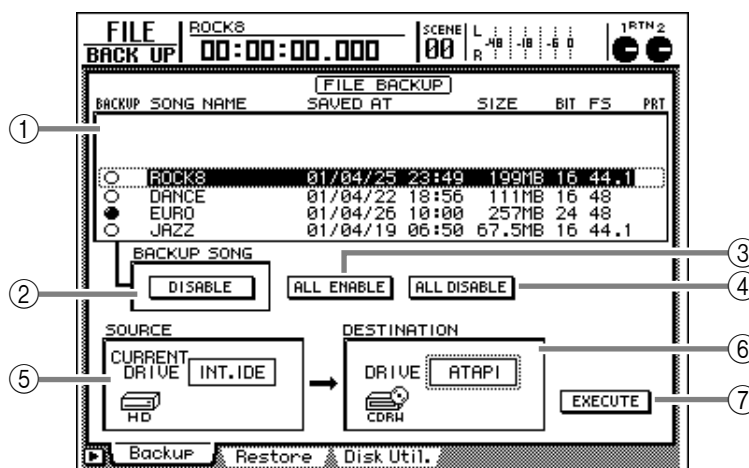 FILE ROCK8 SCENE L 1RTN2
BACK UP 00:00:00.000 00 R -48 -18 -6 0
FILE BACKUP
BACKUP SONG NAME SAVED AT SIZE BIT FS PRT
①
ROCK8 01/04/25 23:49 199MB 16 44.1
DANCE 01/04/22 18:56 111MB 16 48
EURO 01/04/26 10:00 257MB 24 48
JAZZ 01/04/19 06:50 67.5MB 16 44.1
BACKUP SONG ③
② DISABLE ALL ENABLE ALL DISABLE ④
SOURCE DESTINATION ⑥
CURRENT
⑤ DRIVE INT.IDE DRIVE ATAPI
HD CDRW EXECUTE ⑦
Backup Restore Disk Util.